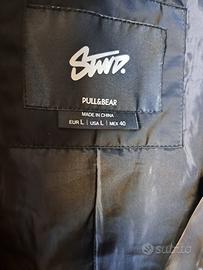 STWD.
PULL&BEAR
MADE IN CHINA
EUR L | USA L | MEX 40
subito